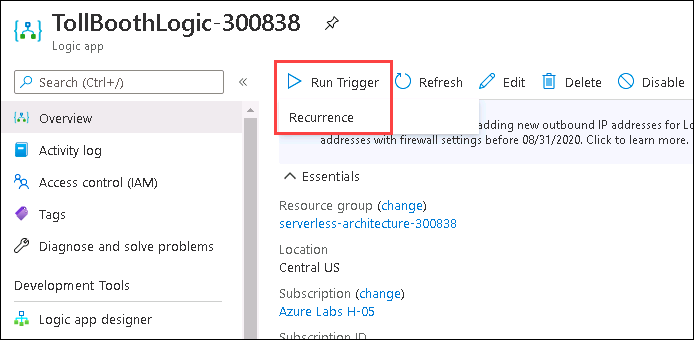 TollBoothLogic-300838
Logic app
Search (Ctrl+/)
«
Overview
Activity log
Access control (IAM)
Tags
Diagnose and solve problems
Development Tools
Logic app designer
Run Trigger
Refresh
Edit
Delete
Disable
Recurrence
adding new outbound IP addresses for Lo
addresses with firewall settings before 08/31/2020. Click to learn more.
Essentials
Resource group (change)
serverless-architecture-300838
Location
Central US
Subscription (change)
Azure Labs H-05
Subscription ID